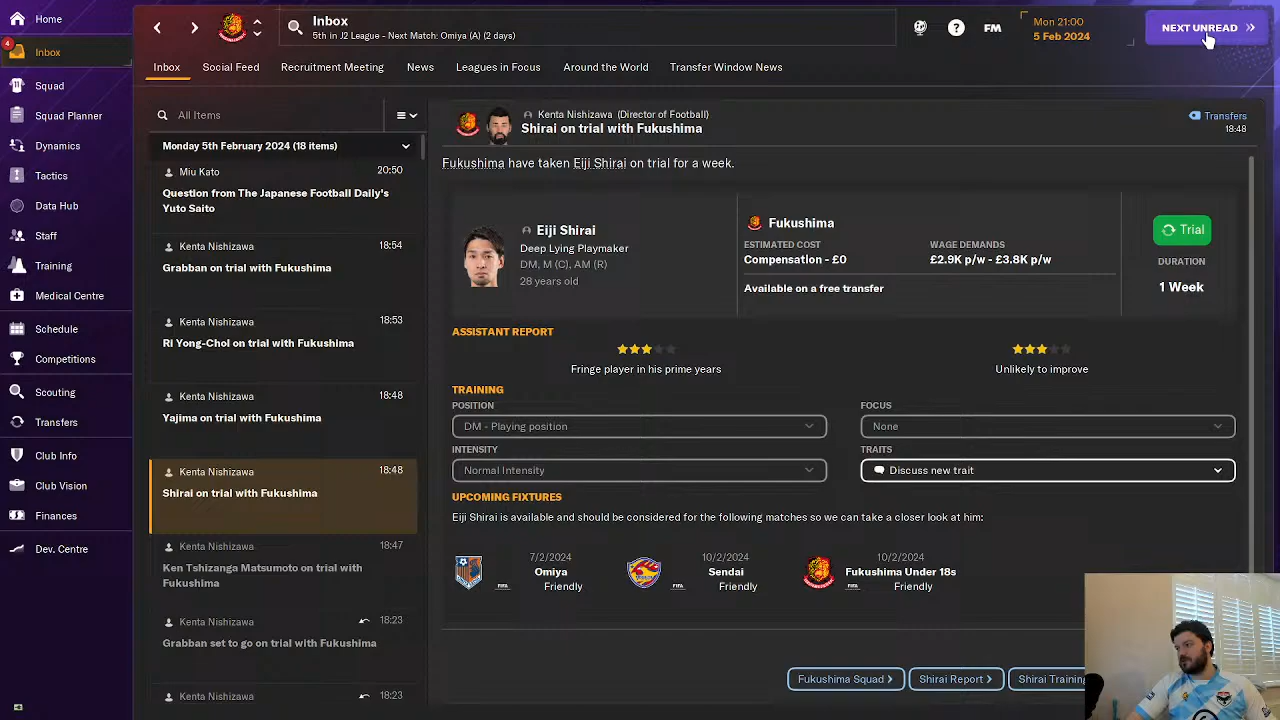 Home
4
Inbox
Squad
Squad Planner
Dynamics
Tactics
Data Hub
Staff
Training
Medical Centre
Schedule
Competitions
Scouting
Transfers
Club Info
Club Vision
Finances
Dev. Centre
Inbox
5th in J2 League - Next Match: Omiya (A) (2 days)
?
FM
Mon 21:00
5 Feb 2024
NEXT UNREAD
Inbox
Social Feed
Recruitment Meeting
News
Leagues in Focus
Around the World
Transfer Window News
All Items
Monday 5th February 2024 (18 items)
Miu Kato
20:50
Question from The Japanese Football Daily's
Yuto Saito
Kenta Nishizawa
18:54
Grabban on trial with Fukushima
Kenta Nishizawa
18:53
Ri Yong-Chol on trial with Fukushima
Kenta Nishizawa
18:48
Yajima on trial with Fukushima
Kenta Nishizawa
18:48
Shirai on trial with Fukushima
Kenta Nishizawa
18:47
Ken Tshizanga Matsumoto on trial with
Fukushima
Kenta Nishizawa
18:23
Grabban set to go on trial with Fukushima
Kenta Nishizawa
18:23
Kenta Nishizawa (Director of Football)
Shirai on trial with Fukushima
Transfers
18:48
Fukushima have taken Eiji Shirai on trial for a week.
Eiji Shirai
Deep Lying Playmaker
DM, M (C), AM (R)
28 years old
Fukushima
ESTIMATED COST
WAGE DEMANDS
Compensation - £0
£2.9K p/w - £3.8K p/w
Available on a free transfer
Trial
DURATION
1 Week
ASSISTANT REPORT
Fringe player in his prime years
Unlikely to improve
TRAINING
POSITION
FOCUS
DM - Playing position
None
INTENSITY
TRAITS
Normal Intensity
Discuss new trait
UPCOMING FIXTURES
Eiji Shirai is available and should be considered for the following matches so we can take a closer look at him:
7/2/2024
Omiya
Friendly
10/2/2024
Sendai
Friendly
10/2/2024
Fukushima Under 18s
Friendly
Fukushima Squad
Shirai Report
Shirai Training